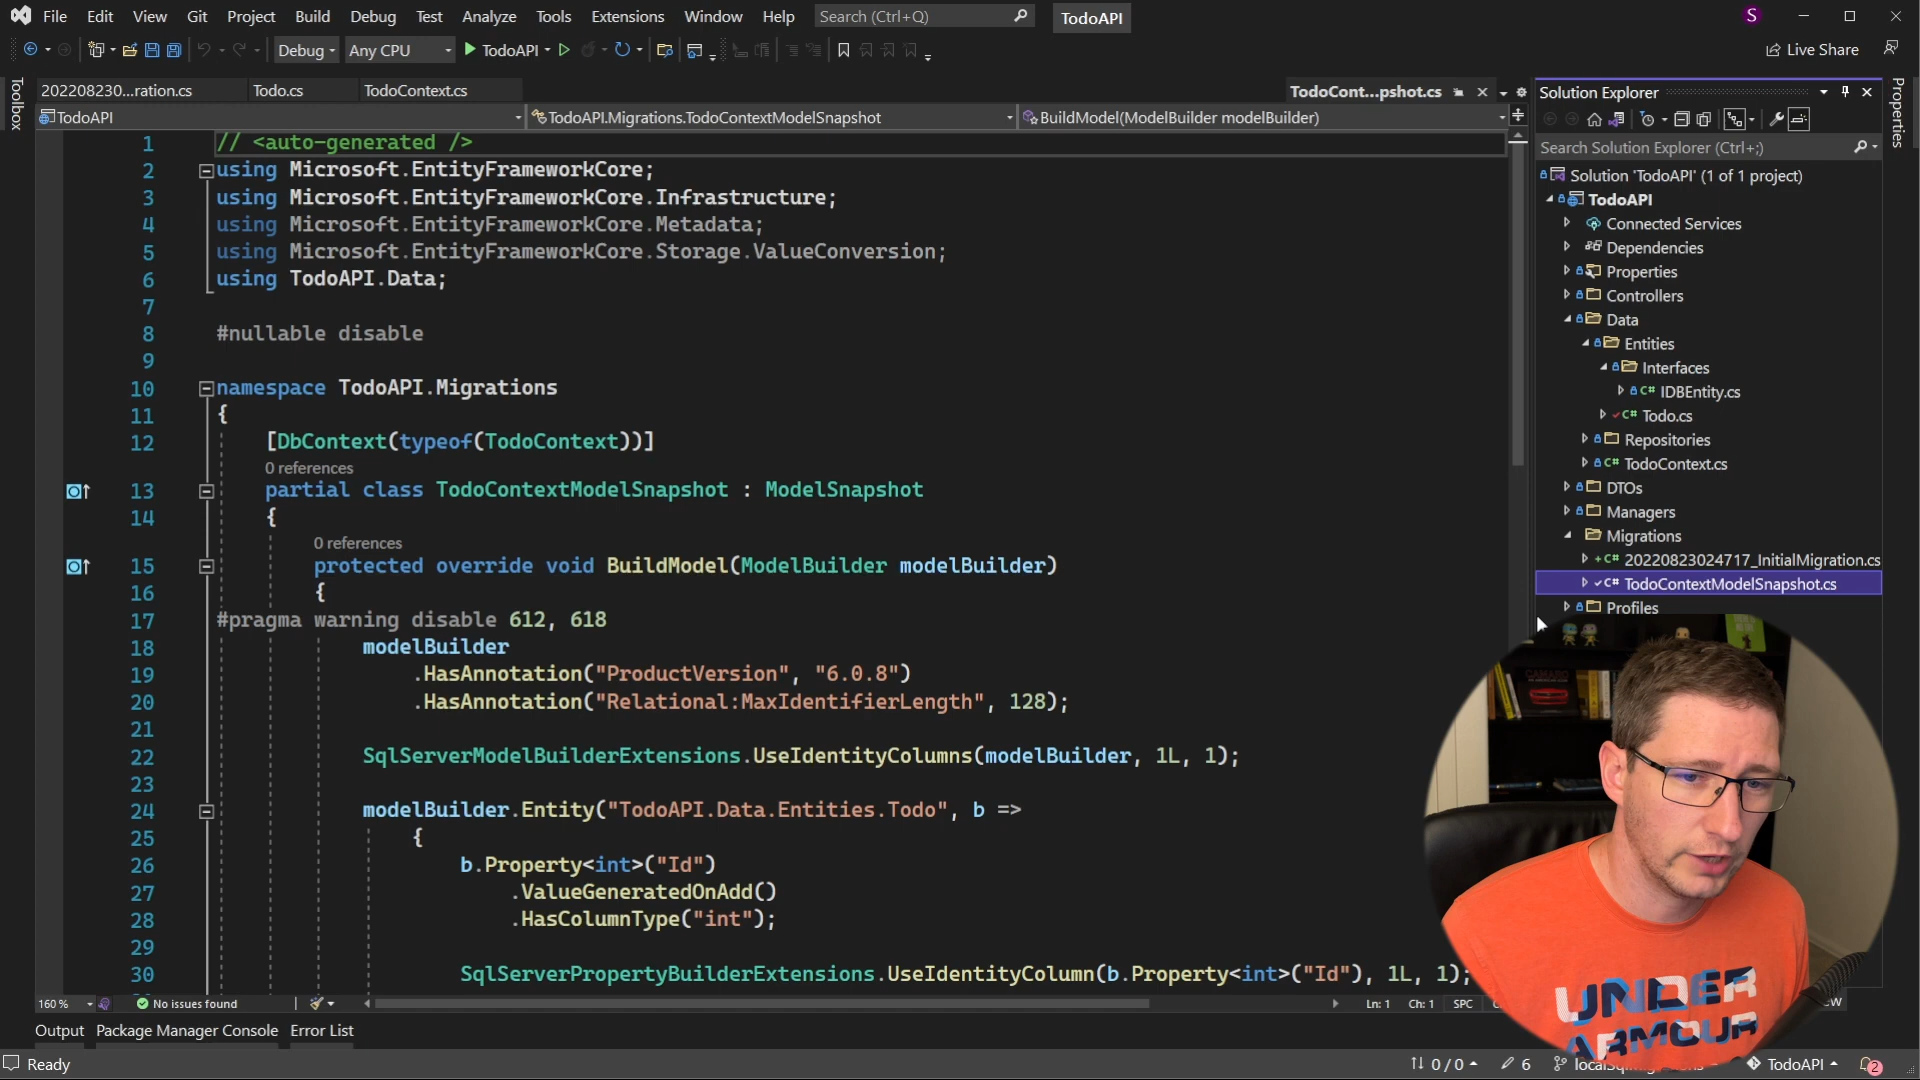 File Edit View Git Project Build Debug Test Analyze Tools Extensions Window Help Search (Ctrl+Q) TodoAPI S
Debug Any CPU TodoAPI Live Share
Toolbox
202208230...ration.cs Todo.cs TodoContext.cs TodoCont...pshot.cs
TodoAPI TodoAPI.Migrations.TodoContextModelSnapshot BuildModel(ModelBuilder modelBuilder)
1 // <auto-generated />
2 using Microsoft.EntityFrameworkCore;
3 using Microsoft.EntityFrameworkCore.Infrastructure;
4 using Microsoft.EntityFrameworkCore.Metadata;
5 using Microsoft.EntityFrameworkCore.Storage.ValueConversion;
6 using TodoAPI.Data;
7
8 #nullable disable
9
10 namespace TodoAPI.Migrations
11 {
12 [DbContext(typeof(TodoContext))]
0 references
13 partial class TodoContextModelSnapshot : ModelSnapshot
14 {
0 references
15 protected override void BuildModel(ModelBuilder modelBuilder)
16 {
17 #pragma warning disable 612, 618
18 modelBuilder
19 .HasAnnotation("ProductVersion", "6.0.8")
20 .HasAnnotation("Relational:MaxIdentifierLength", 128);
21
22 SqlServerModelBuilderExtensions.UseIdentityColumns(modelBuilder, 1L, 1);
23
24 modelBuilder.Entity("TodoAPI.Data.Entities.Todo", b =>
25 {
26 b.Property<int>("Id")
27 .ValueGeneratedOnAdd()
28 .HasColumnType("int");
29
30 SqlServerPropertyBuilderExtensions.UseIdentityColumn(b.Property<int>("Id"), 1L, 1);
160 % No issues found Ln: 1 Ch: 1 SPC
Solution Explorer
Search Solution Explorer (Ctrl+;)
Solution 'TodoAPI' (1 of 1 project)
TodoAPI
Connected Services
Dependencies
Properties
Controllers
Data
Entities
Interfaces
C# IDBEntity.cs
C# Todo.cs
Repositories
C# TodoContext.cs
DTOs
Managers
Migrations
C# 20220823024717_InitialMigration.cs
C# TodoContextModelSnapshot.cs
Profiles
Properties
CAMARO
UNDER
ARMOUR
Output Package Manager Console Error List
Ready 0 / 0 6 TodoAPI 2